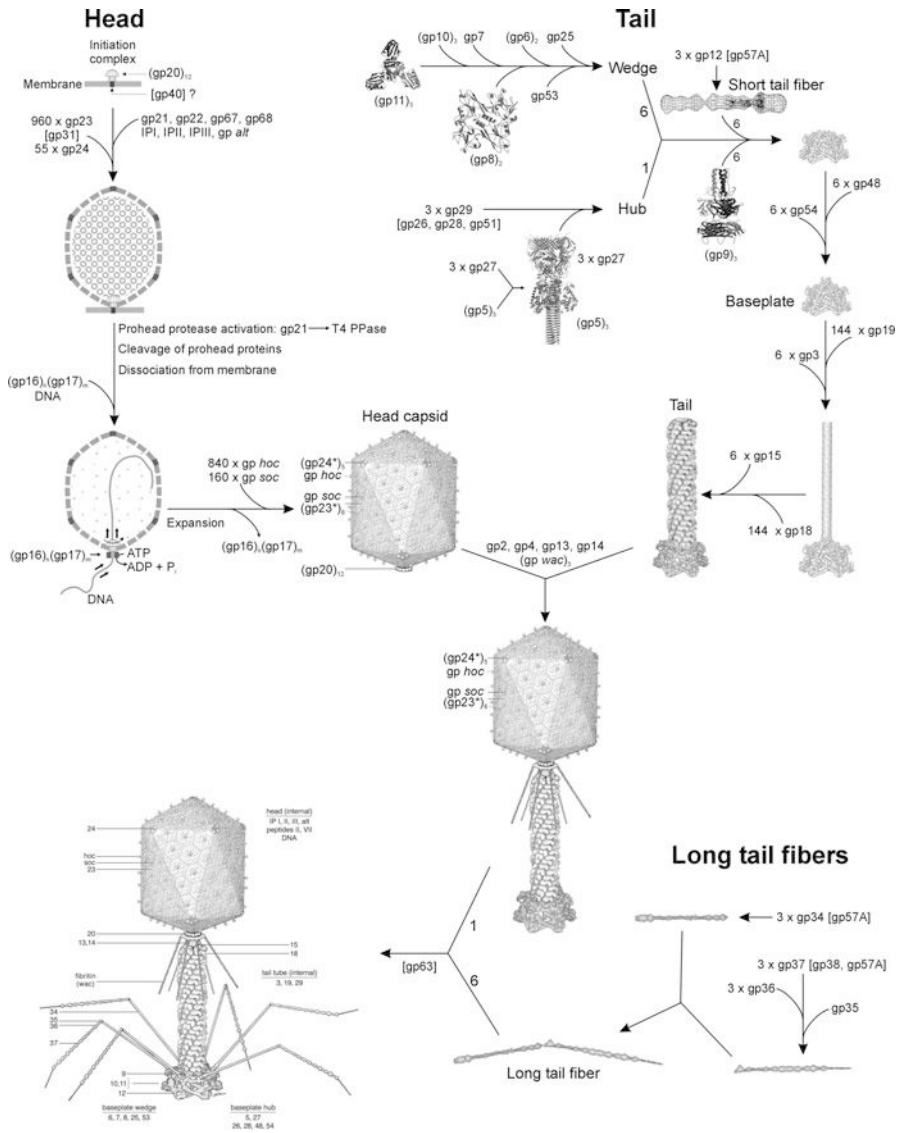 Head
Initiation
complex
(gp20)₁₂
Membrane
[gp40] ?
960 x gp23
[gp31]
55 x gp24
gp21, gp22, gp67, gp68
IPI, IPII, IPIII, gp alt
Prohead protease activation: gp21 → T4 PPase
Cleavage of prohead proteins
Dissociation from membrane
(gp16)ₙ(gp17)ₘ
DNA
840 x gp hoc
160 x gp soc
Expansion
(gp16)ₙ(gp17)ₘ
(gp16)ₙ(gp17)ₘ
ATP
ADP + Pᵢ
DNA
Head capsid
(gp24*)₅
gp hoc
gp soc
(gp23*)₆
(gp20)₁₂
Tail
(gp11)₃
(gp10)₃
gp7
(gp6)₂
gp25
(gp8)₂
gp53
Wedge
6
1
Hub
3 x gp12 [gp57A]
Short tail fiber
6
6
(gp9)₃
3 x gp29
[gp26, gp28, gp51]
3 x gp27
(gp5)₃
3 x gp27
(gp5)₃
6 x gp48
6 x gp54
Baseplate
144 x gp19
6 x gp3
Tail
6 x gp15
144 x gp18
gp2, gp4, gp13, gp14
(gp wac)₃
(gp24*)₅
gp hoc
gp soc
(gp23*)₆
1
6
[gp63]
Long tail fibers
3 x gp34 [gp57A]
3 x gp37 [gp38, gp57A]
3 x gp36
gp35
Long tail fiber
head (internal)
IP I, II, III, alt
peptides II, VII
DNA
24
hoc
soc
23
20
13,14
15
18
fibritin
(wac)
tail tube (internal)
3, 19, 29
34
35
36
37
9
10,11
12
baseplate wedge
6, 7, 8, 25, 53
baseplate hub
5, 27
26, 28, 48, 54